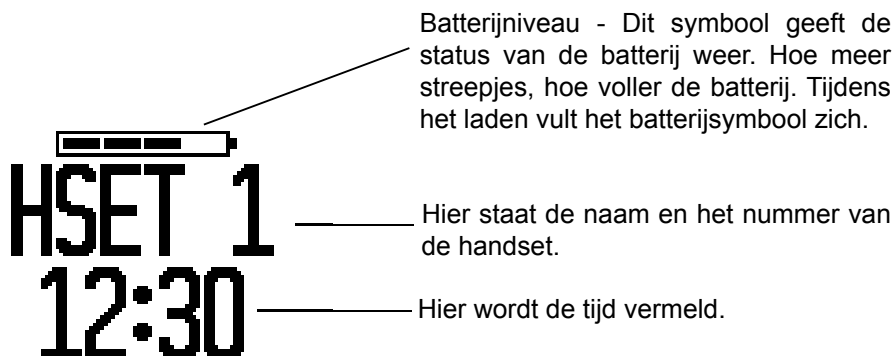 Batterijniveau - Dit symbool geeft de
status van de batterij weer. Hoe meer
streepjes, hoe voller de batterij. Tijdens
het laden vult het batterijsymbool zich.
HSET 1
Hier staat de naam en het nummer van
de handset.
12:30
Hier wordt de tijd vermeld.